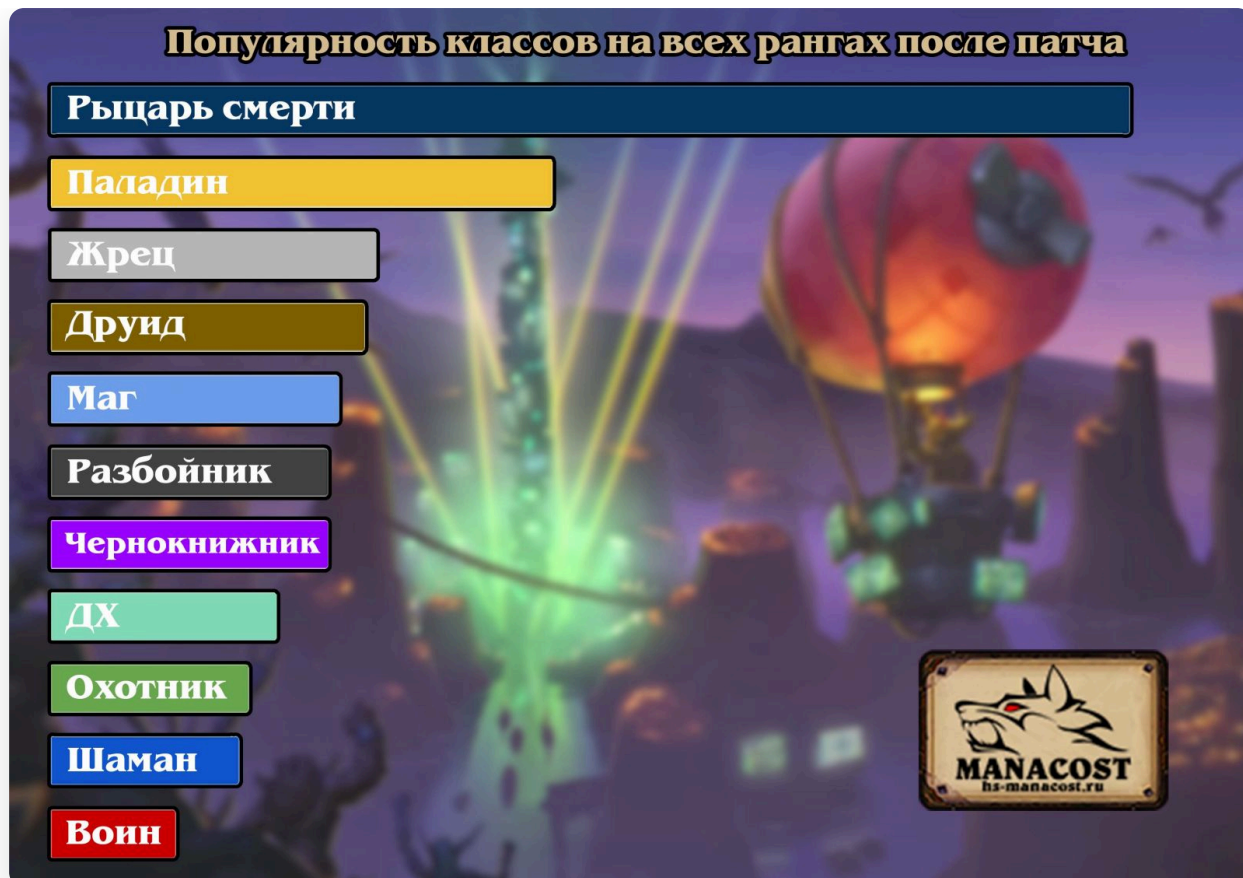 Популярность классов на всех рангах после патча
Рыцарь смерти
Паладин
Жрец
Друид
Маг
Разбойник
Чернокнижник
ДХ
Охотник
Шаман
Воин
MANACOST
hs-manacost.ru